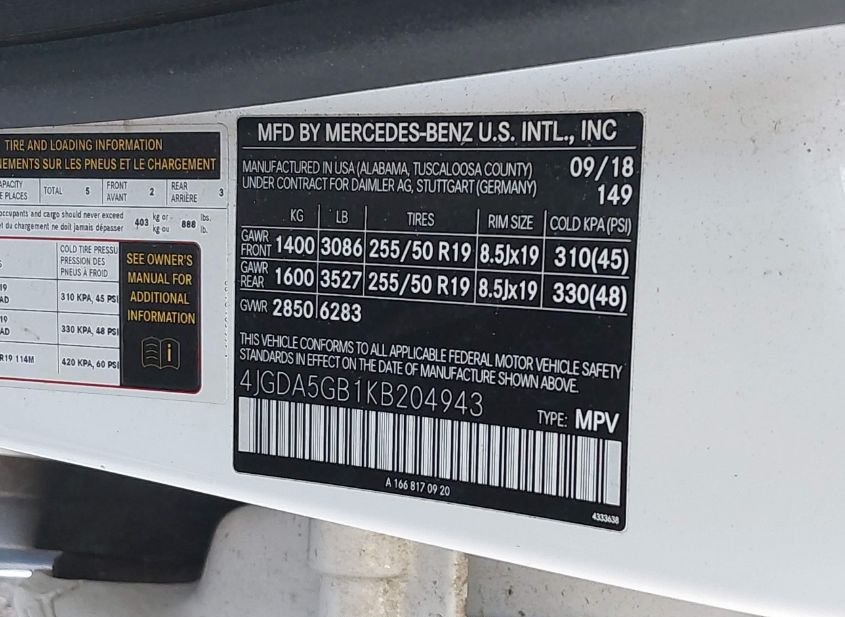 TIRE AND LOADING INFORMATION
NEMENTS SUR LES PNEUS ET LE CHARGEMENT
APACITY TOTAL 5 FRONT 2 REAR 3
PLACES AVANT ARRIÈRE
occupants and cargo should never exceed 403 kg or 888 lbs.
et du chargement ne doit jamais dépasser kg ou lb.
COLD TIRE PRESSU
PRESSION DES
PNEUS À FROID
19
AD 310 KPA, 45 PSI
19
AD 330 KPA, 48 PSI
R19 114M 420 KPA, 60 PSI
SEE OWNER'S
MANUAL FOR
ADDITIONAL
INFORMATION
MFD BY MERCEDES-BENZ U.S. INTL., INC
MANUFACTURED IN USA (ALABAMA, TUSCALOOSA COUNTY) 09/18
UNDER CONTRACT FOR DAIMLER AG, STUTTGART (GERMANY) 149
KG LB TIRES RIM SIZE COLD KPA (PSI)
GAWR FRONT 1400 3086 255/50 R19 8.5Jx19 310(45)
GAWR REAR 1600 3527 255/50 R19 8.5Jx19 330(48)
GVWR 2850 6283
THIS VEHICLE CONFORMS TO ALL APPLICABLE FEDERAL MOTOR VEHICLE SAFETY
STANDARDS IN EFFECT ON THE DATE OF MANUFACTURE SHOWN ABOVE.
4JGDA5GB1KB204943
TYPE: MPV
A 166 817 09 20
4333638